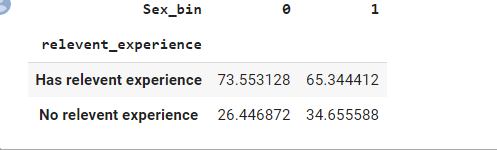 Sex_bin 0 1
relevent_experience
Has relevent experience 73.553128 65.344412
No relevent experience 26.446872 34.655588